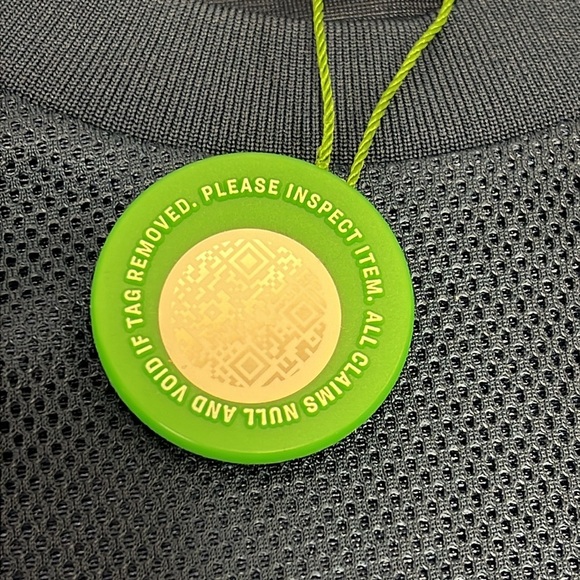 PLEASE INSPECT ITEM. ALL CLAIMS NULL AND VOID IF TAG REMOVED.